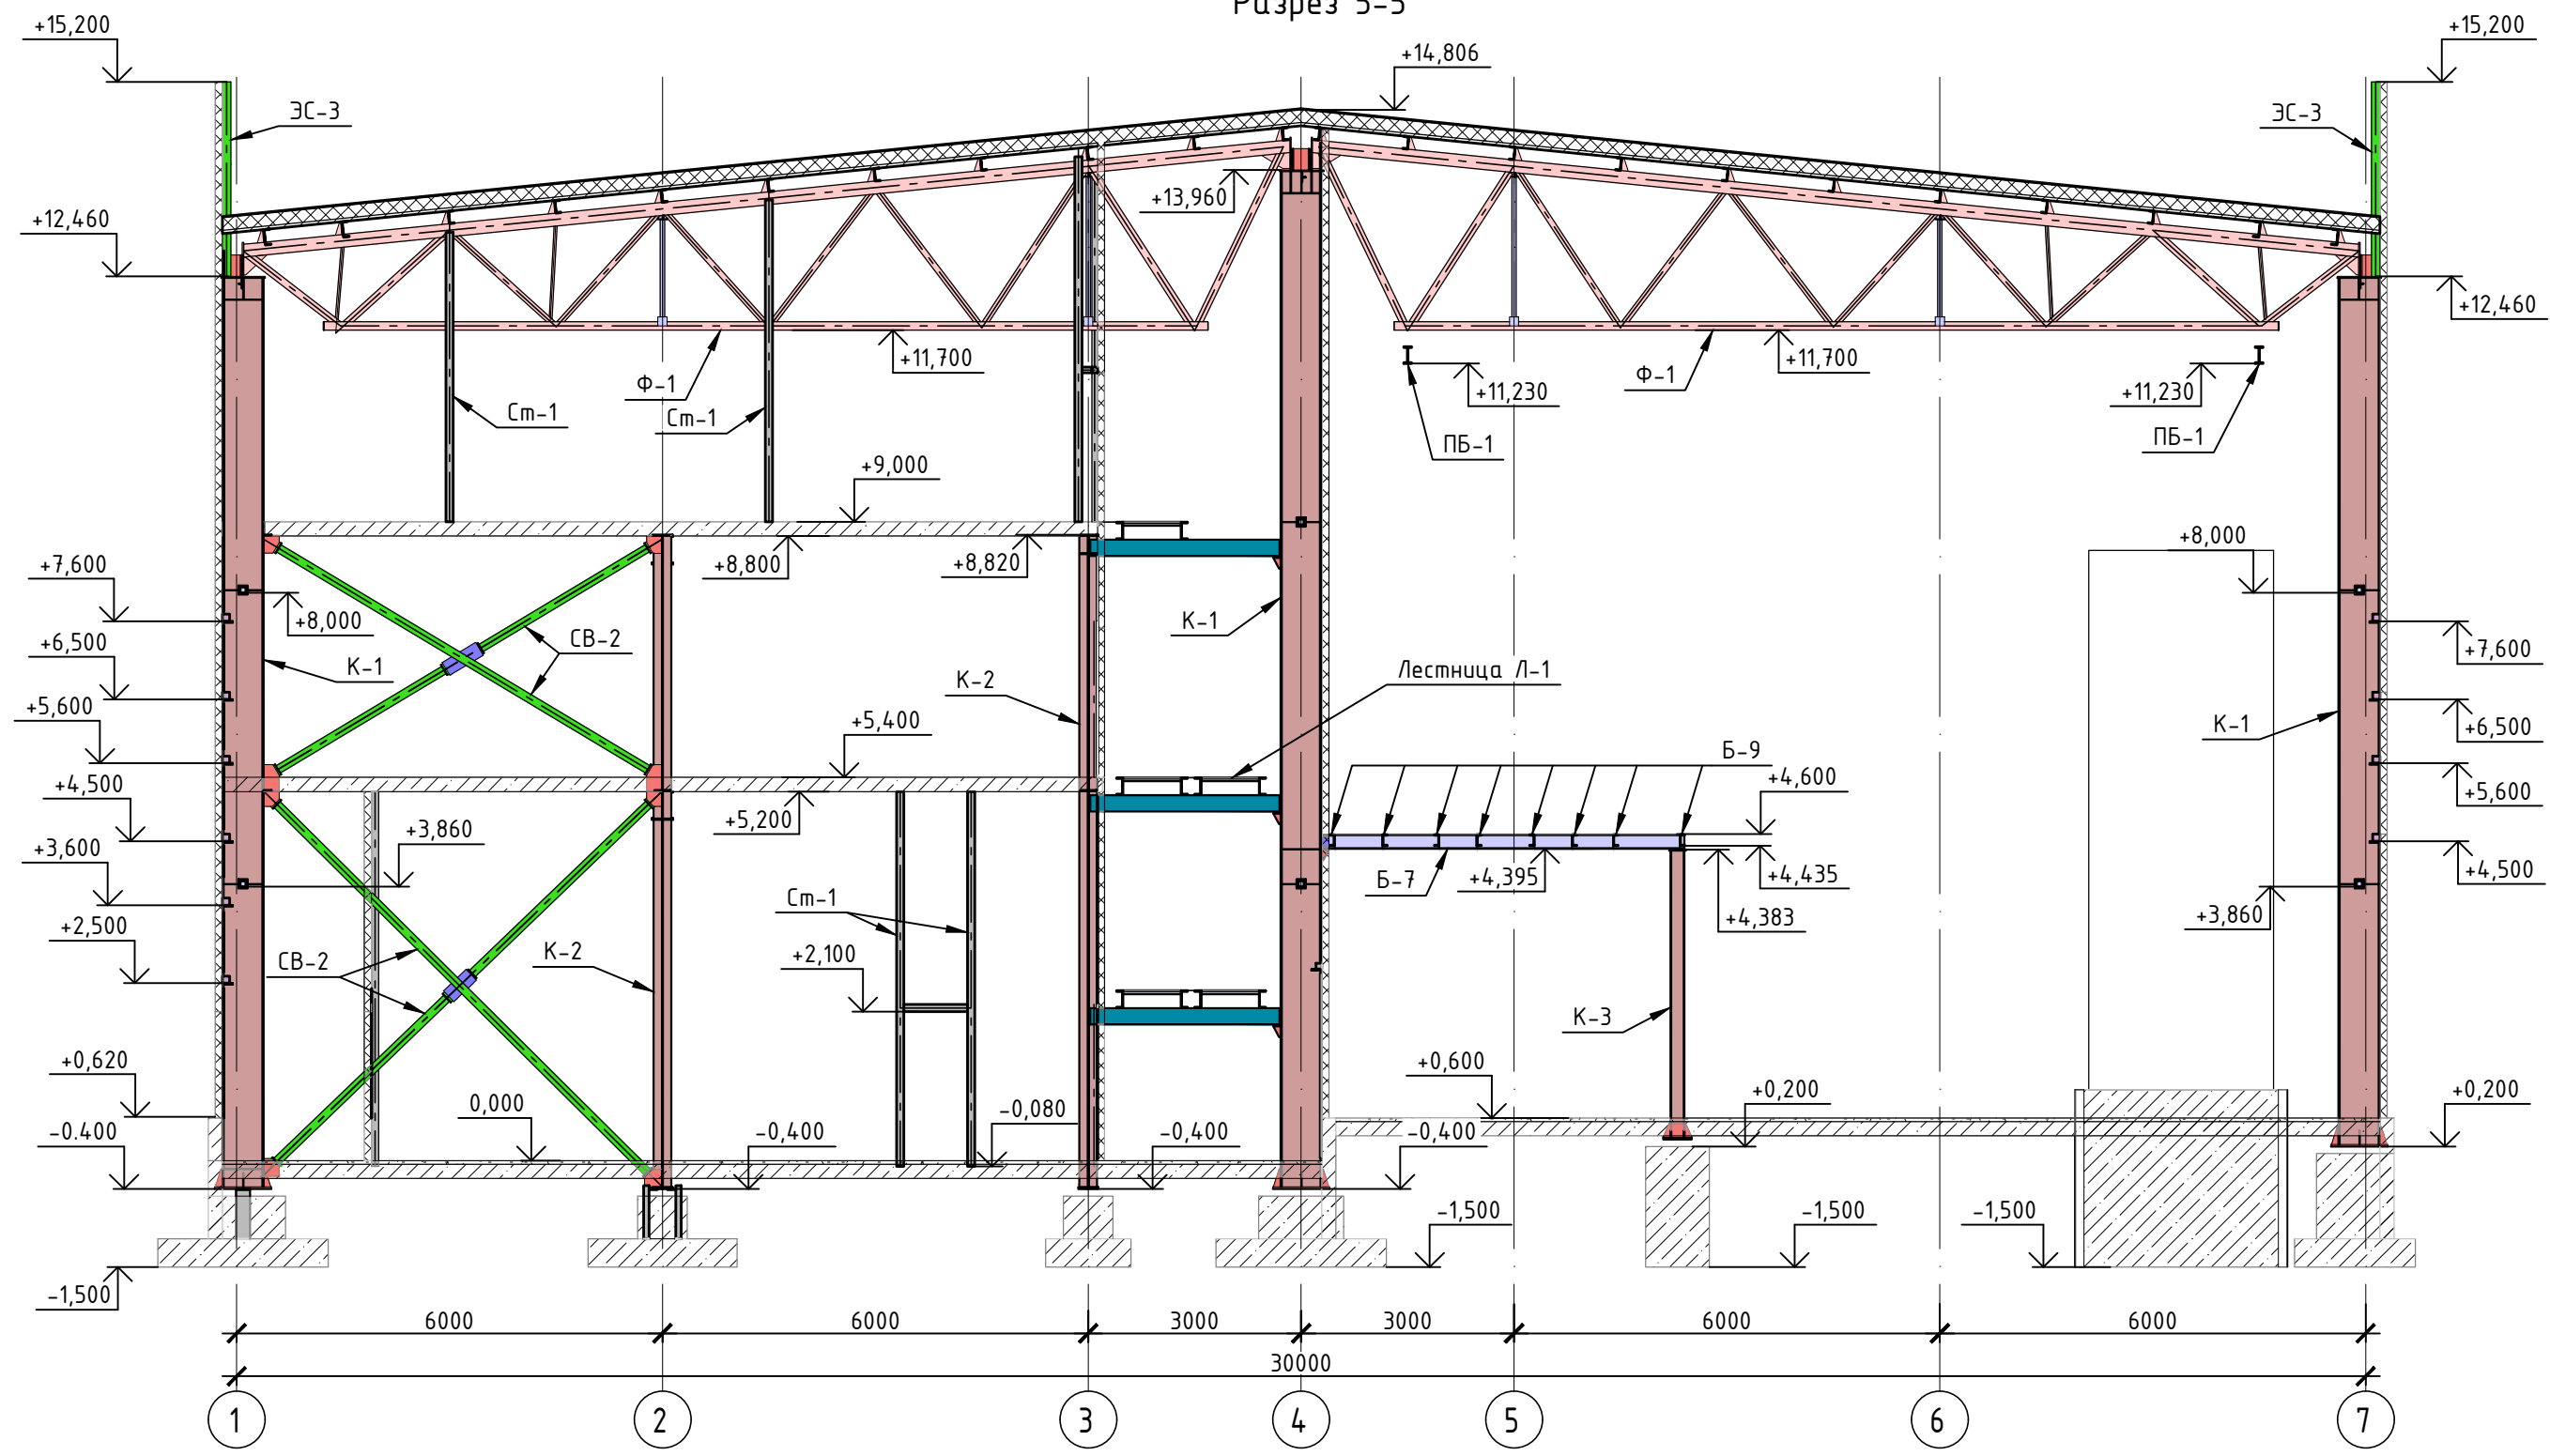 Разрез 5-5
+15,200
+15,200
+14,806
ЭС-3
ЭС-3
+13,960
+12,460
+12,460
+11,700
+11,700
Ф-1
Ф-1
+11,230
+11,230
Ст-1
Ст-1
ПБ-1
ПБ-1
+9,000
+8,800
+8,820
+8,000
+7,600
+8,000
К-1
+7,600
+6,500
СВ-2
К-1
Лестница Л-1
К-2
+6,500
+5,600
+5,400
К-1
Б-9
+5,600
+4,500
+4,600
+5,200
+3,860
+3,600
Б-7
+4,395
+4,435
+4,500
Ст-1
+4,383
+3,860
+2,500
СВ-2
К-2
+2,100
К-3
+0,620
+0,600
0,000
-0,080
+0,200
+0,200
-0.400
-0,400
-0,400
-0,400
-1,500
-1,500
-1,500
-1,500
6000
6000
3000
3000
6000
6000
30000
1
2
3
4
5
6
7